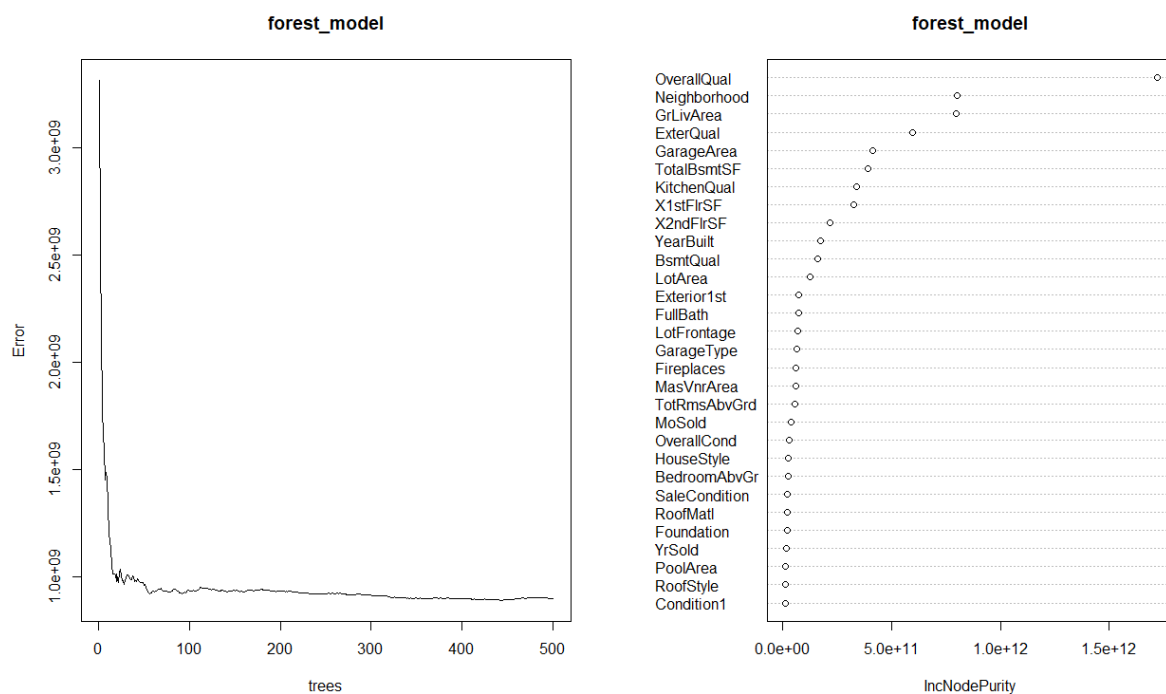 forest_model
Error
3.0e+09
2.5e+09
2.0e+09
1.5e+09
1.0e+09
0
100
200
300
400
500
trees
forest_model
OverallQual
Neighborhood
GrLivArea
ExterQual
GarageArea
TotalBsmtSF
KitchenQual
X1stFlrSF
X2ndFlrSF
YearBuilt
BsmtQual
LotArea
Exterior1st
FullBath
LotFrontage
GarageType
Fireplaces
MasVnrArea
TotRmsAbvGrd
MoSold
OverallCond
HouseStyle
BedroomAbvGr
SaleCondition
RoofMatl
Foundation
YrSold
PoolArea
RoofStyle
Condition1
0.0e+00
5.0e+11
1.0e+12
1.5e+12
IncNodePurity